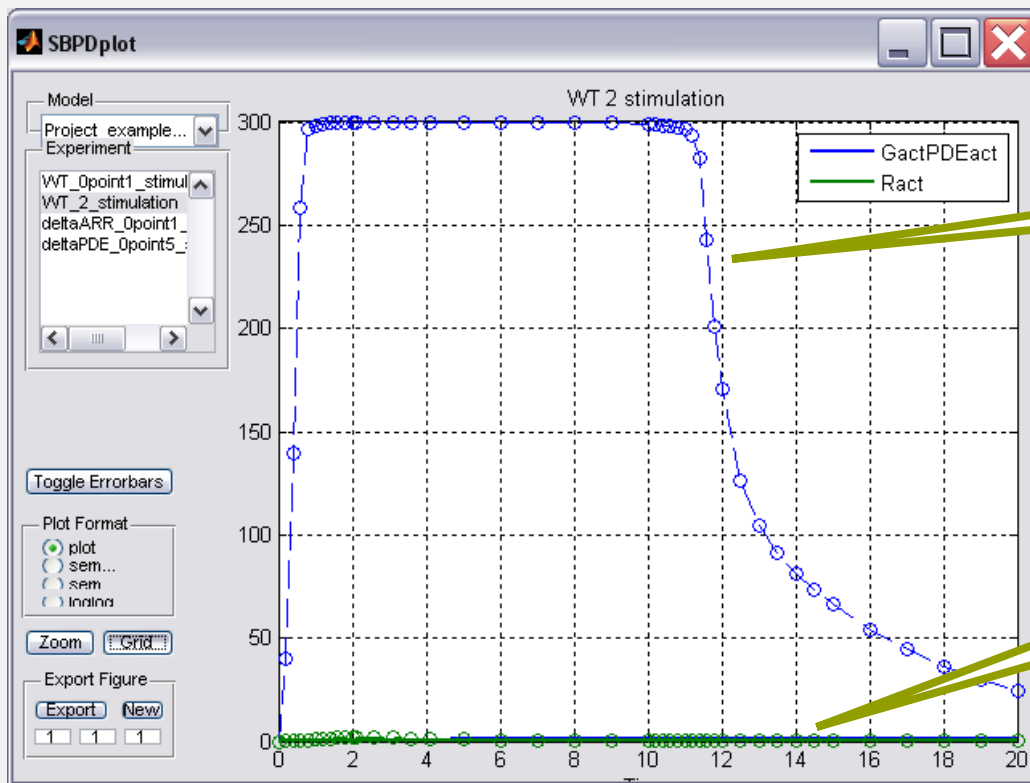 SBPDplot
Model
Project_example...
Experiment
WT_0point1_stimul
WT_2_stimulation
deltaARR_0point1_
deltaPDE_0point5_
Toggle Errorbars
Plot Format
plot
sem...
sem
loglog
Zoom
Grid
Export Figure
Export
New
1 1 1
WT 2 stimulation
GactPDEact
Ract
300
250
200
150
100
50
0
0 2 4 6 8 10 12 14 16 18 20